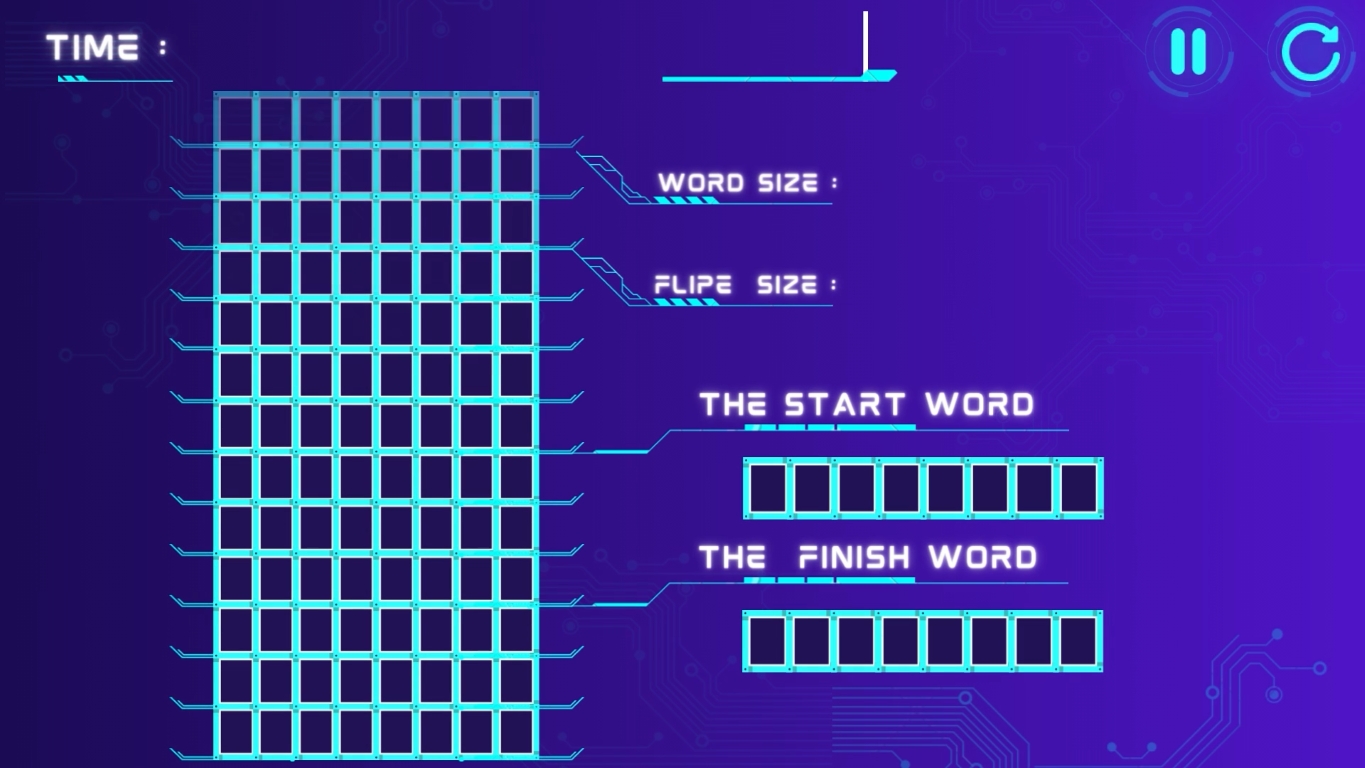 TIME :
WORD SIZE :
FLIPE SIZE :
THE START WORD
THE FINISH WORD